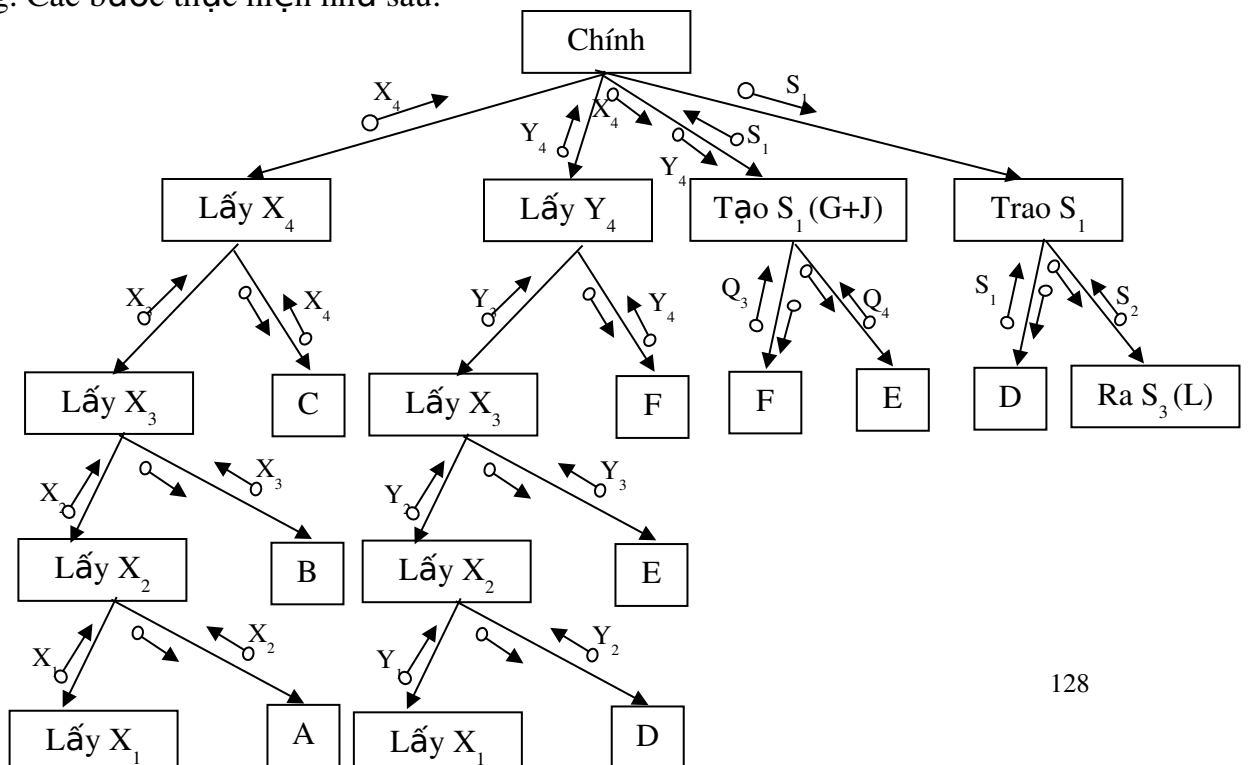 g. Các bước thực hiện như sau:
Chính
X4
S1
Y4
X4
S1
Y4
Lấy X4
Lấy Y4
Tạo S1 (G+J)
Trao S1
X3
X4
Y3
Y4
Q3
Q4
S1
S2
Lấy X3
C
Lấy X3
F
F
E
D
Ra S3 (L)
X2
X3
Y2
Y3
Lấy X2
B
Lấy X2
E
X1
X2
Y1
Y2
128
Lấy X1
A
Lấy X1
D